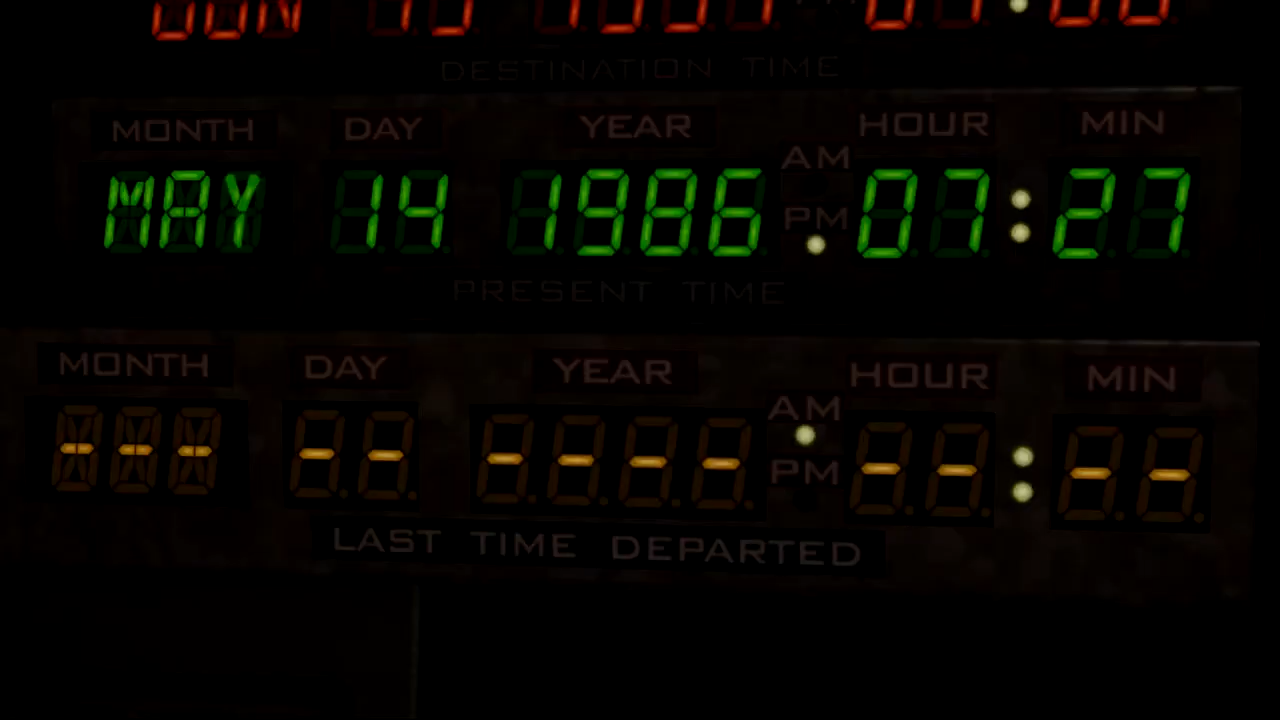 DESTINATION TIME
MONTH DAY YEAR HOUR MIN
AM
MAY 14 1986 07:27
PM
PRESENT TIME
MONTH DAY YEAR HOUR MIN
AM
--- -- ---- --:--
PM
LAST TIME DEPARTED